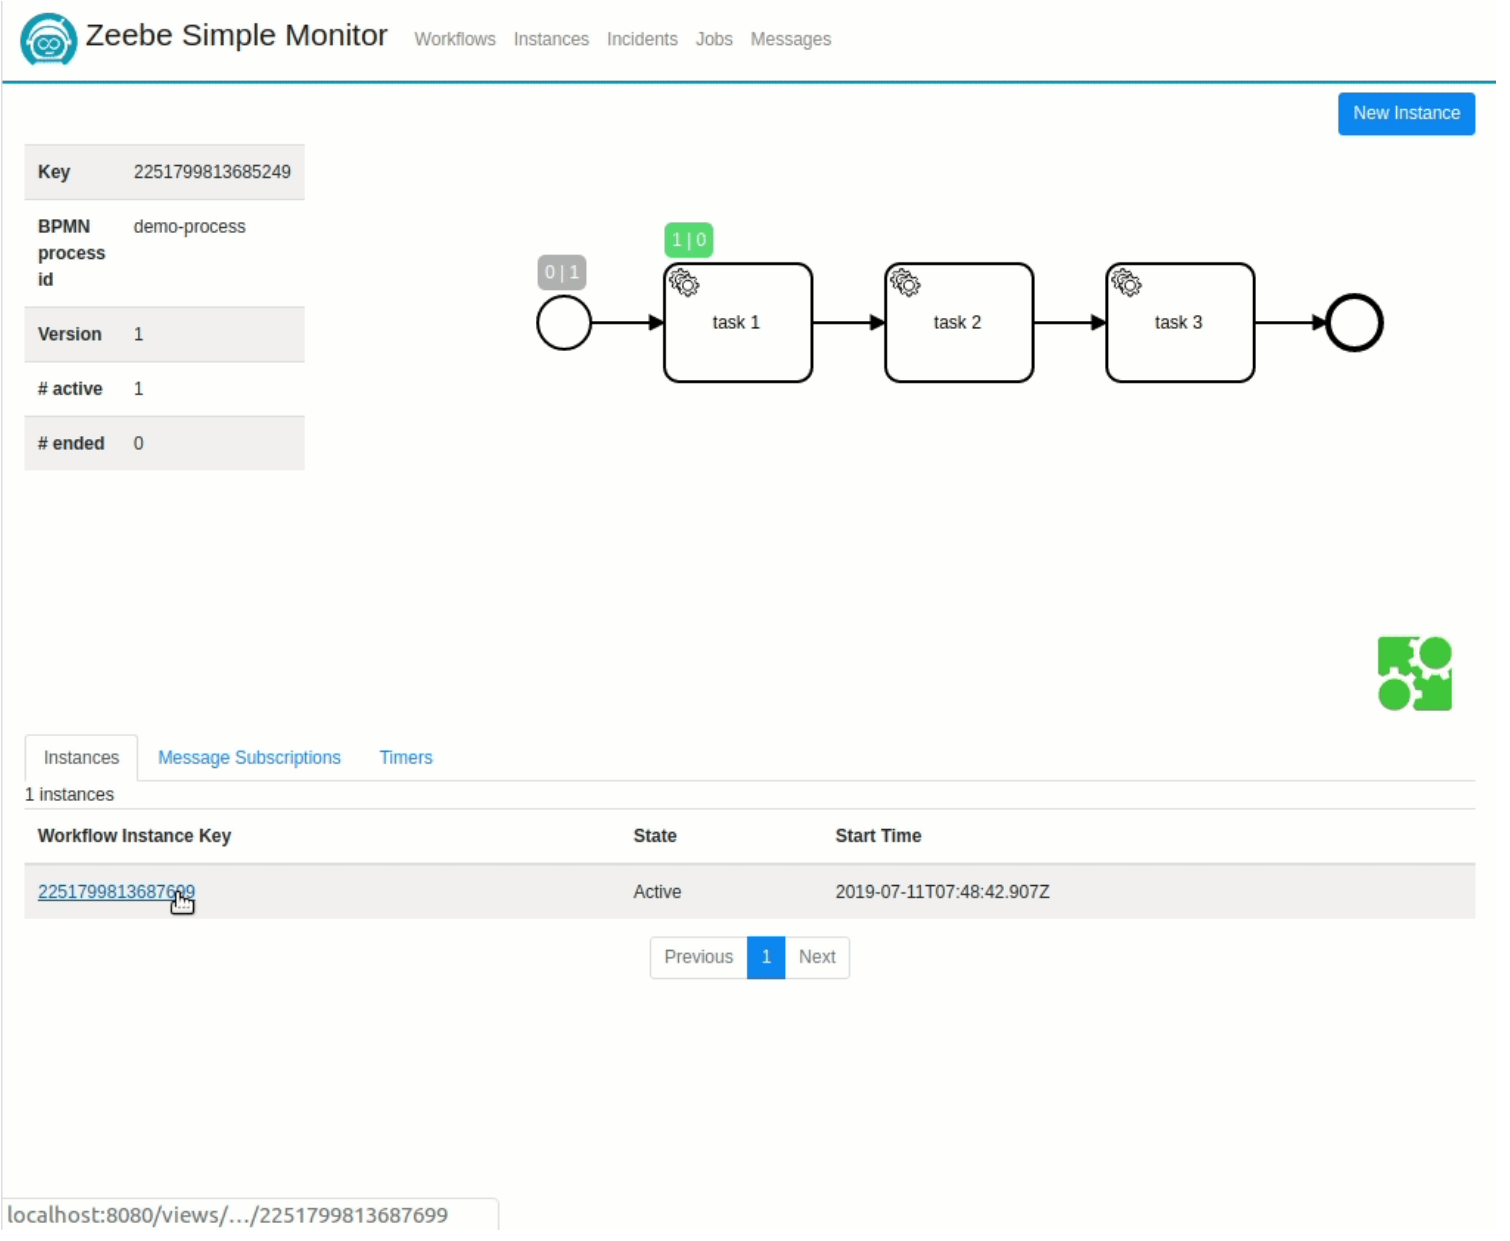 Zeebe Simple Monitor Workflows Instances Incidents Jobs Messages
New Instance
Key 2251799813685249
BPMN process id demo-process
Version 1
# active 1
# ended 0
0 | 1
1 | 0
task 1
task 2
task 3
Instances Message Subscriptions Timers
1 instances
Workflow Instance Key State Start Time
2251799813687699 Active 2019-07-11T07:48:42.907Z
Previous 1 Next
localhost:8080/views/.../2251799813687699